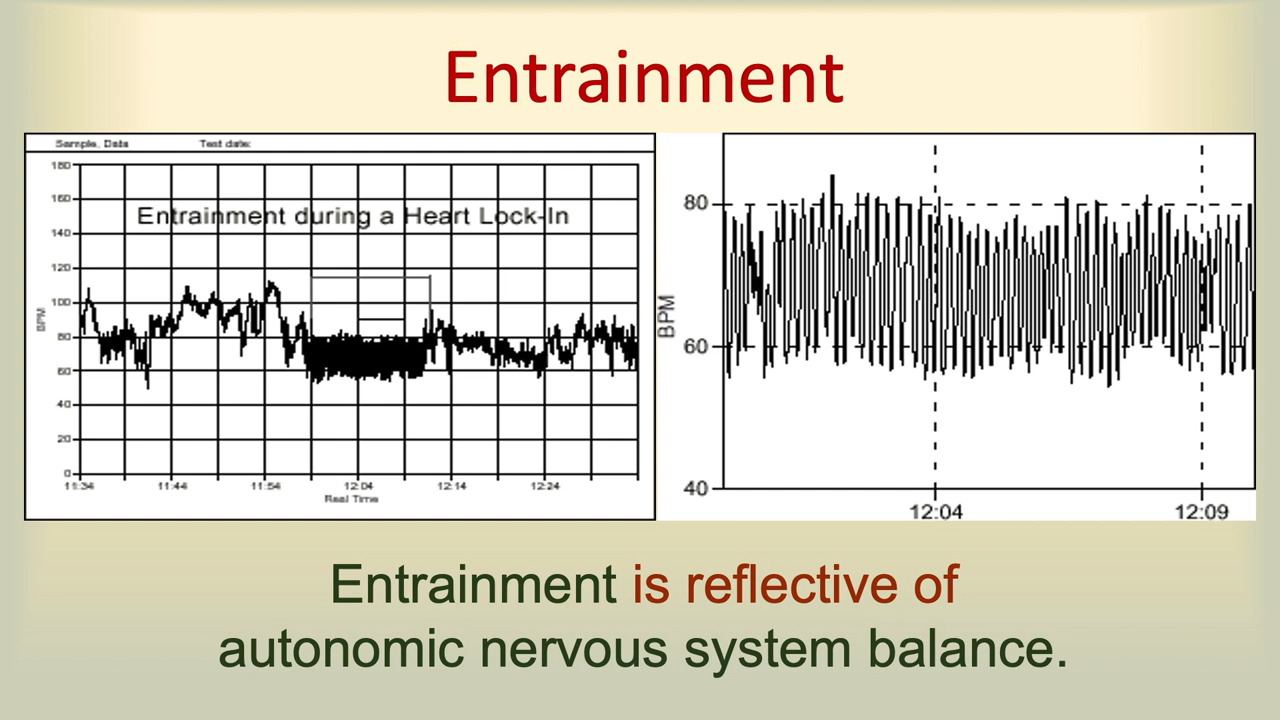 Entrainment
Sample, Data Test date:
Entrainment during a Heart Lock-In
180
160
140
120
100
80
60
40
20
0
BPM
11:34 11:44 11:54 12:04 12:14 12:24
Real Time
80
60
40
BPM
12:04 12:09
Entrainment is reflective of
autonomic nervous system balance.